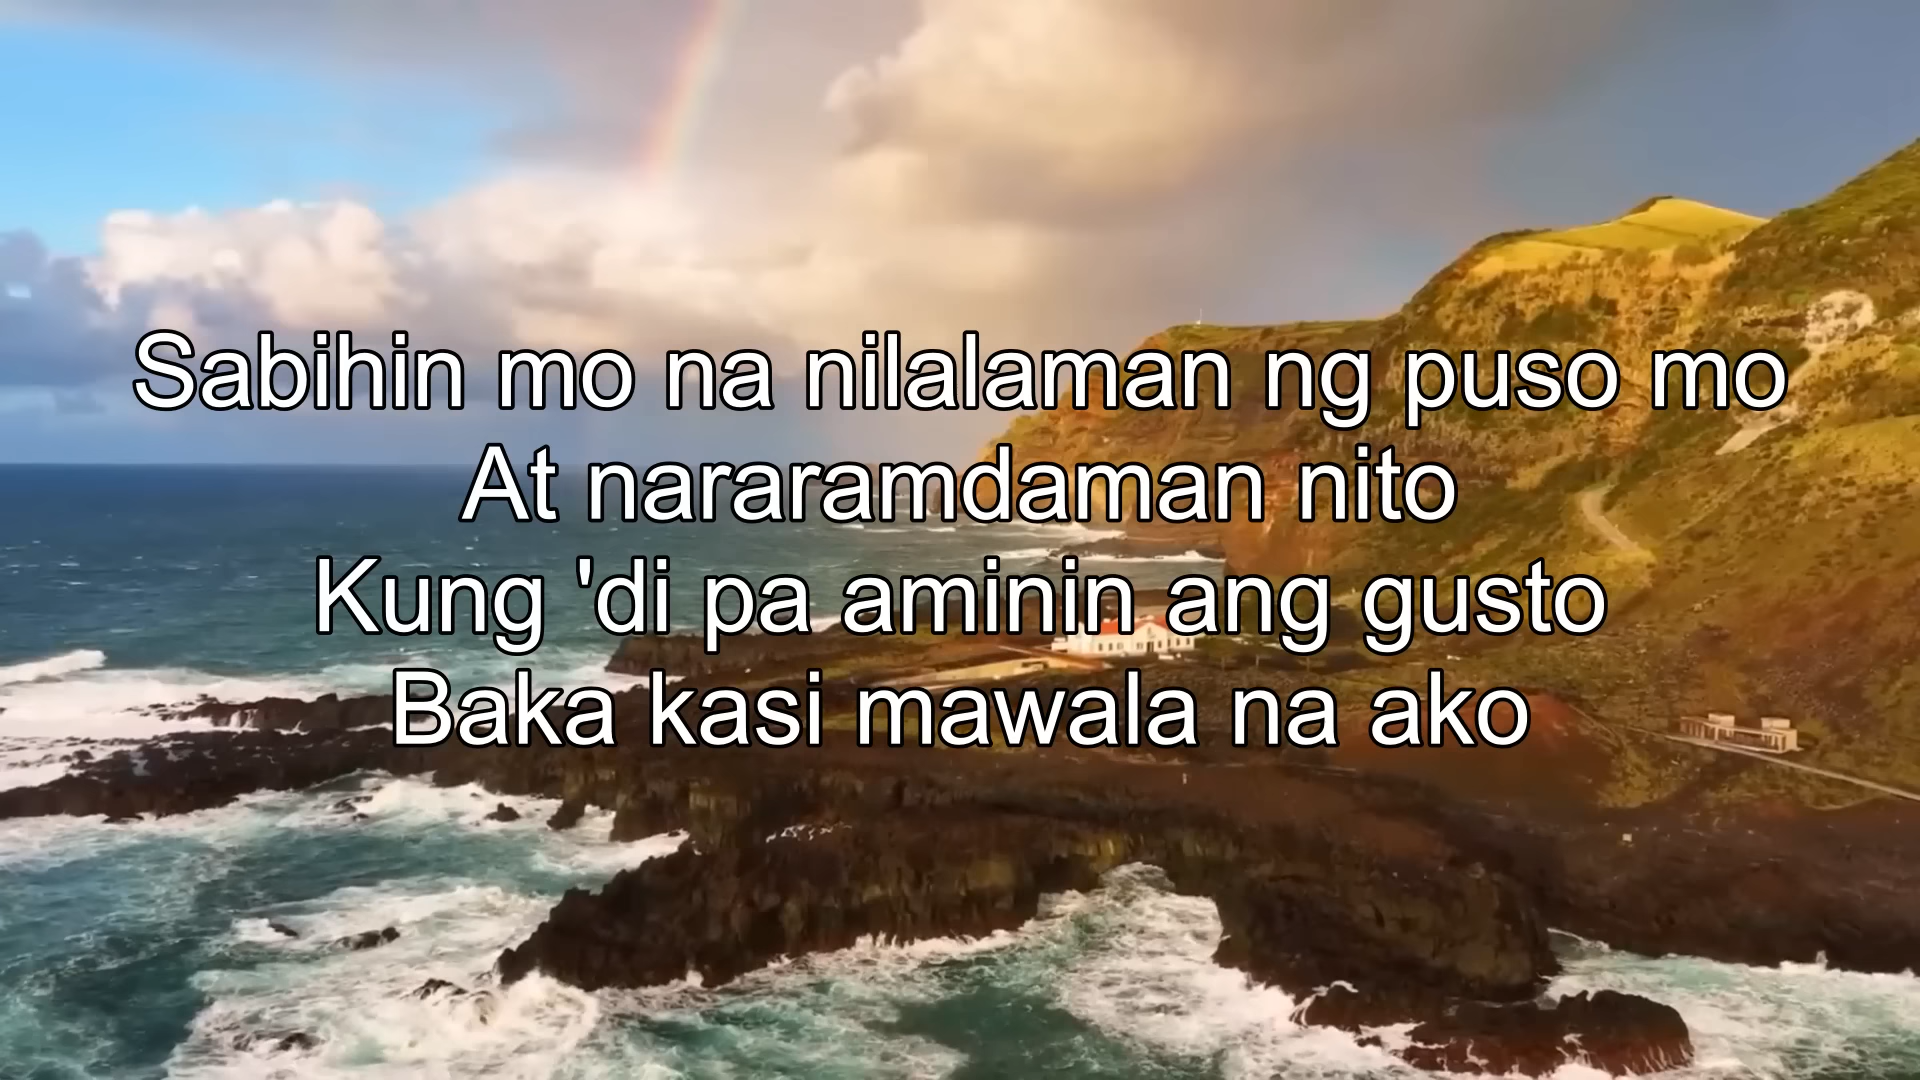 Sabihin mo na nilalaman ng puso mo
At nararamdaman nito
Kung 'di pa aminin ang gusto
Baka kasi mawala na ako